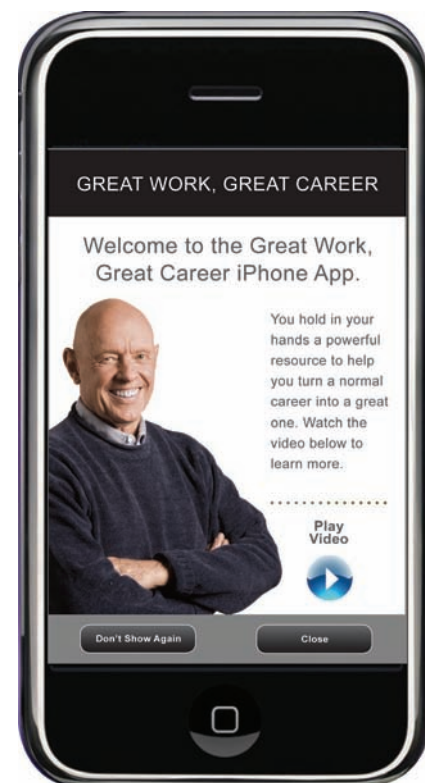 GREAT WORK, GREAT CAREER
Welcome to the Great Work,
Great Career iPhone App.
You hold in your
hands a powerful
resource to help
you turn a normal
career into a great
one. Watch the
video below to
learn more.
Play
Video
Don't Show Again
Close